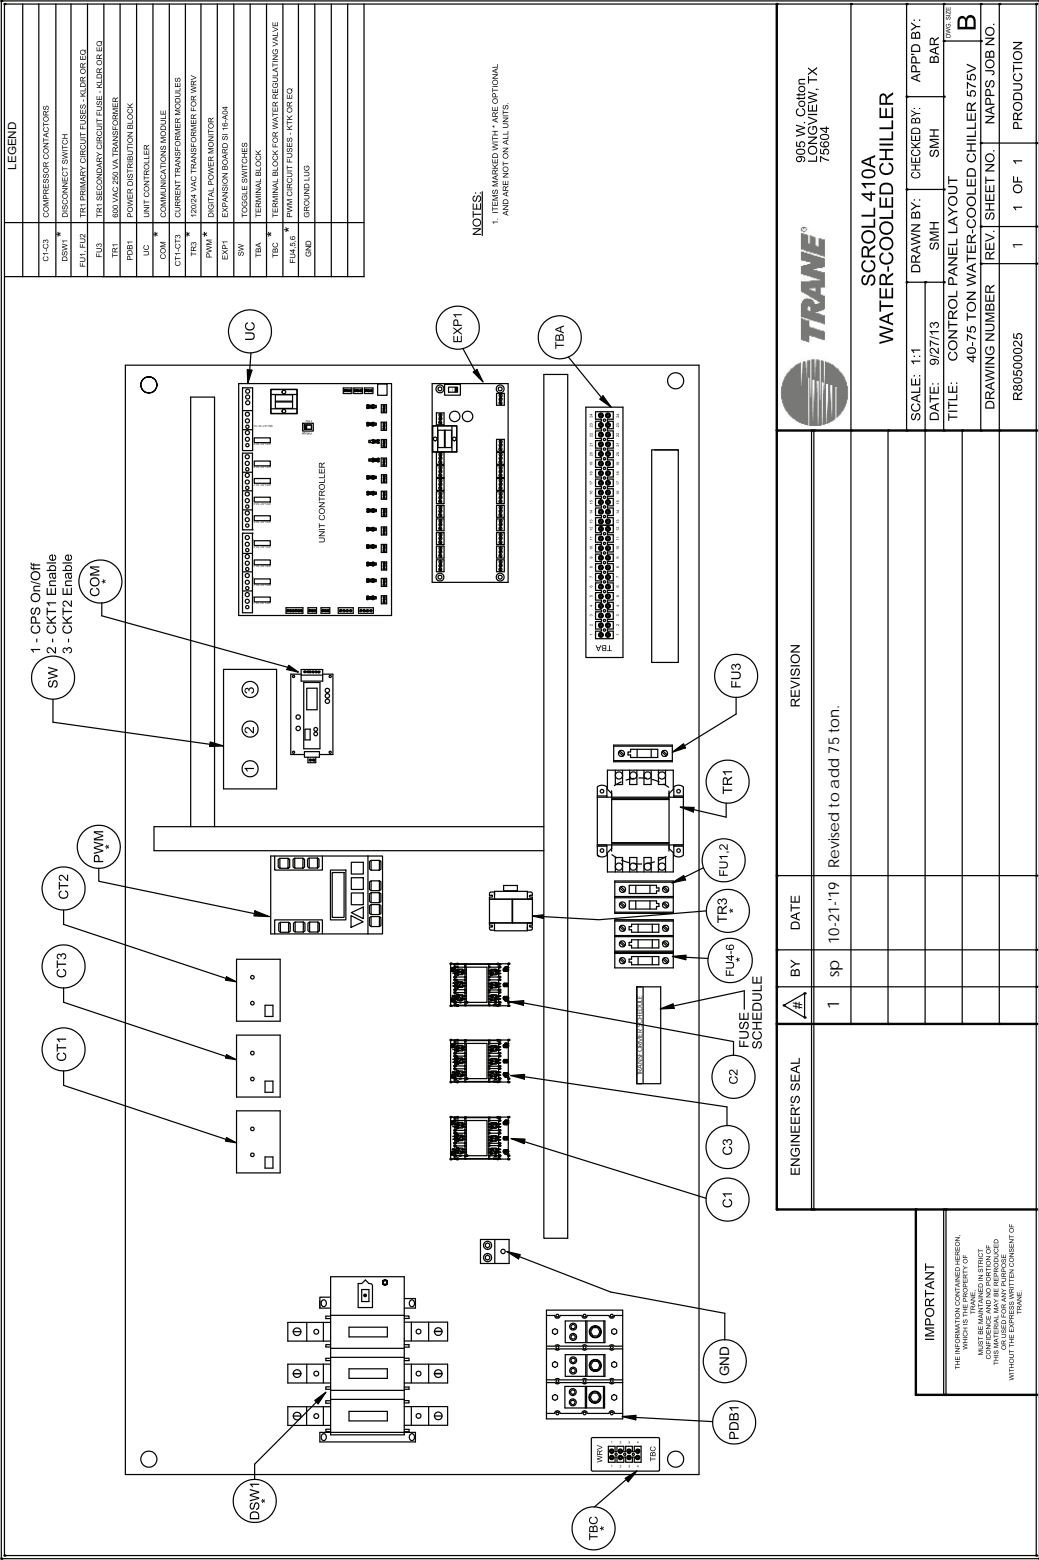 LEGEND
C1-C3 COMPRESSOR CONTACTORS
DSW1 * DISCONNECT SWITCH
FU1, FU2 TR1 PRIMARY CIRCUIT FUSES - KLDR OR EQ
FU3 TR1 SECONDARY CIRCUIT FUSE - KLDR OR EQ
TR1 600 VAC 250 VA TRANSFORMER
PDB1 POWER DISTRIBUTION BLOCK
UC UNIT CONTROLLER
COM * COMMUNICATIONS MODULE
CT1-CT3 CURRENT TRANSFORMER MODULES
TR3 * 120/24 VAC TRANSFORMER FOR WRV
PWM * DIGITAL POWER MONITOR
EXP1 EXPANSION BOARD SI 16-AO4
SW TOGGLE SWITCHES
TBA TERMINAL BLOCK
TBC * TERMINAL BLOCK FOR WATER REGULATING VALVE
FU4,5,6 * PWM CIRCUIT FUSES - KTK OR EQ
GND GROUND LUG
NOTES:
1. ITEMS MARKED WITH * ARE OPTIONAL
AND ARE NOT ON ALL UNITS.
1 - CPS On/Off
2 - CKT1 Enable
3 - CKT2 Enable
SW
COM
*
UC
EXP1
TBA
CT1
CT3
CT2
PWM
*
1 2 3
UNIT CONTROLLER
TBA
DSW1
*
TBC
*
WRV
TBC
PDB1
GND
C1
C3
C2
FUSE
SCHEDULE
FU4-6
*
TR3
*
FU1,2
TR1
FU3
IMPORTANT
THE INFORMATION CONTAINED HEREON,
WHICH IS THE PROPERTY OF
TRANE,
MUST BE MAINTAINED IN STRICT
CONFIDENCE AND NO PORTION OF
THIS MATERIAL MAY BE REPRODUCED
OR USED FOR ANY PURPOSE
WITHOUT THE EXPRESS WRITTEN CONSENT OF
TRANE.
ENGINEER'S SEAL
# BY DATE REVISION
1 sp 10-21-'19 Revised to add 75 ton.
TRANE®
905 W. Cotton
LONGVIEW, TX
75604
SCROLL 410A
WATER-COOLED CHILLER
SCALE: 1:1
DATE: 9/27/13
DRAWN BY:
SMH
CHECKED BY:
SMH
APP'D BY:
BAR
TITLE: CONTROL PANEL LAYOUT
40-75 TON WATER-COOLED CHILLER 575V
DWG. SIZE
B
DRAWING NUMBER REV. SHEET NO. NAPPS JOB NO.
R80500025 1 1 OF 1 PRODUCTION